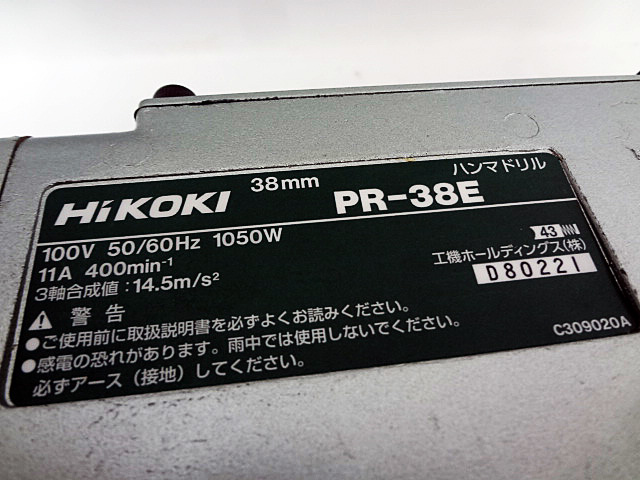 ハンマドリル
HiKOKI 38mm PR-38E
100V 50/60Hz 1050W
11A 400min⁻¹
3軸合成値:14.5m/s²
43
工機ホールディングス(株)
D80221
⚠ 警告
●ご使用前に取扱説明書を必ずよくお読みください。
●感電の恐れがあります。雨中では使用しないでください。
必ずアース(接地)してください。
C309020A